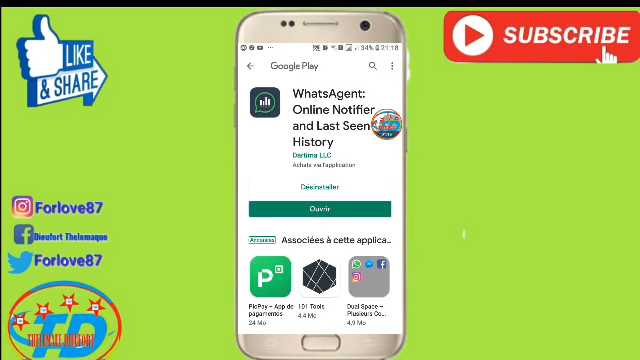 LIKE
& SHARE
SUBSCRIBE
34% 21:18
Google Play
WhatsAgent:
Online Notifier
and Last Seen
History
Dartima LLC
Achats via l'application
Désinstaller
Ouvrir
Annonces Associées à cette applica...
PicPay – App de
pagamentos
24 Mo
101 Tools
4,4 Mo
Dual Space –
Plusieurs Co...
4,9 Mo
Forlove87
Dieufort Thelemaque
Forlove87
TD